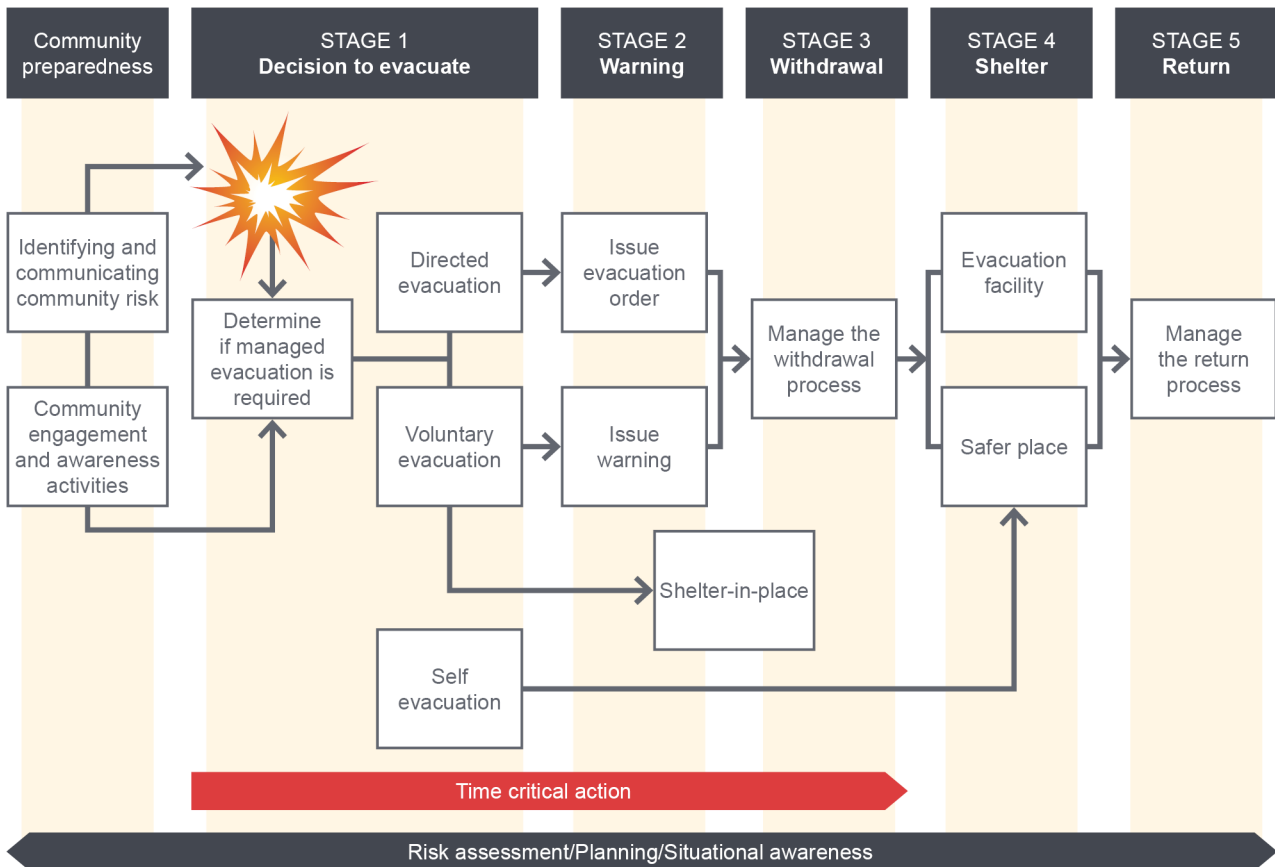 Community
preparedness
STAGE 1
Decision to evacuate
STAGE 2
Warning
STAGE 3
Withdrawal
STAGE 4
Shelter
STAGE 5
Return
Identifying and
communicating
community risk
Community
engagement
and awareness
activities
Determine
if managed
evacuation is
required
Directed
evacuation
Voluntary
evacuation
Self
evacuation
Issue
evacuation
order
Issue
warning
Shelter-in-place
Manage the
withdrawal
process
Evacuation
facility
Safer place
Manage
the return
process
Time critical action
Risk assessment/Planning/Situational awareness